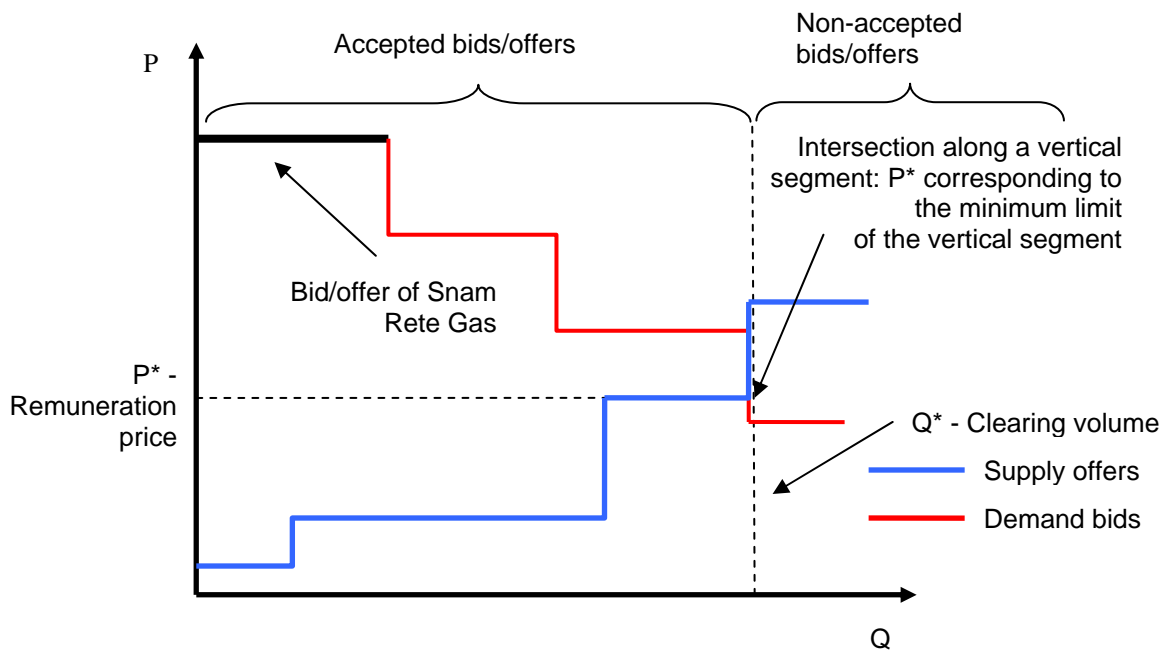 Accepted bids/offers
Non-accepted
bids/offers
P
Intersection along a vertical
segment: P* corresponding to
the minimum limit
of the vertical segment
Bid/offer of Snam
Rete Gas
P* -
Remuneration
price
Q* - Clearing volume
Supply offers
Demand bids
Q